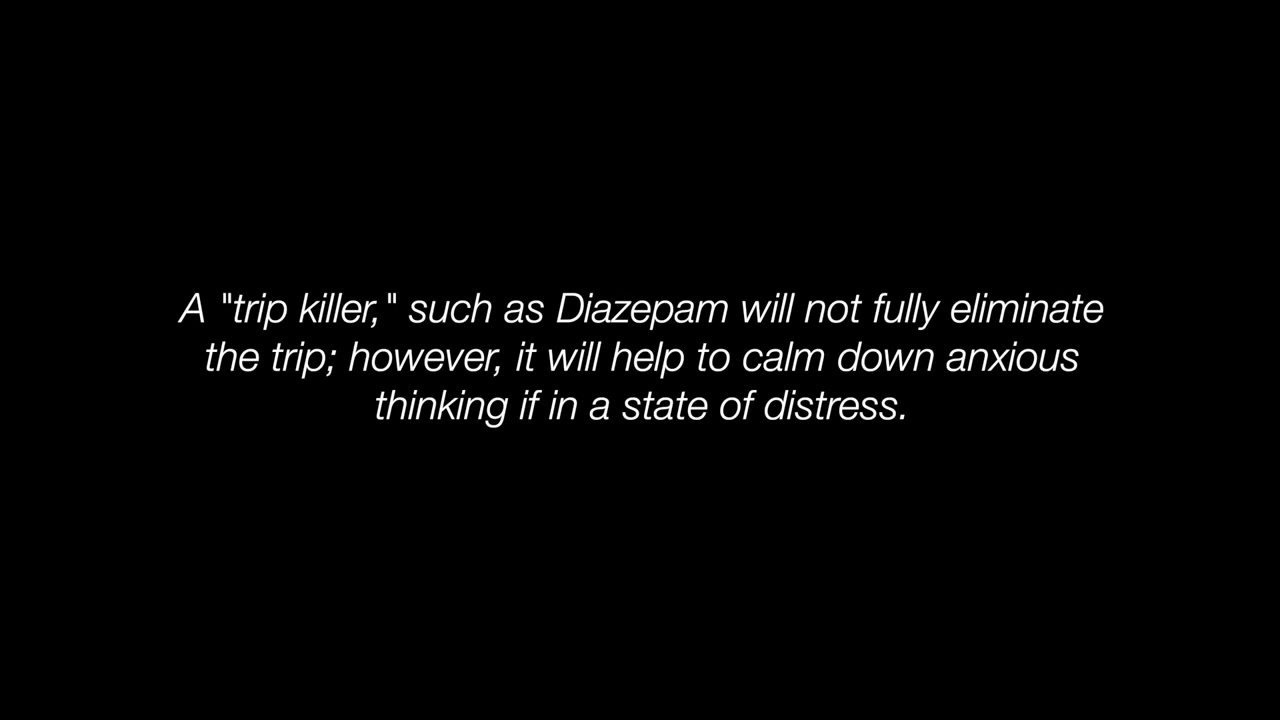 A "trip killer," such as Diazepam will not fully eliminate
the trip; however, it will help to calm down anxious
thinking if in a state of distress.